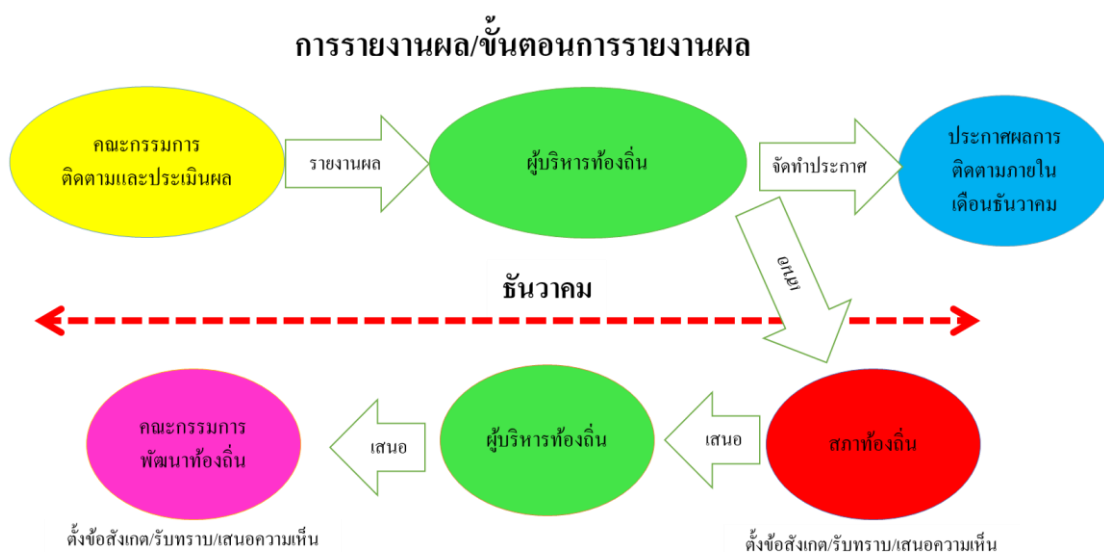 การรายงานผล/ขั้นตอนการรายงานผล
คณะกรรมการ
ติดตามและประเมินผล
รายงานผล
ผู้บริหารท้องถิ่น
จัดทำประกาศ
ประกาศผลการ
ติดตามภายใน
เดือนธันวาคม
เสนอ
ธันวาคม
คณะกรรมการ
พัฒนาท้องถิ่น
เสนอ
ผู้บริหารท้องถิ่น
เสนอ
สภาท้องถิ่น
ตั้งข้อสังเกต/รับทราบ/เสนอความเห็น
ตั้งข้อสังเกต/รับทราบ/เสนอความเห็น